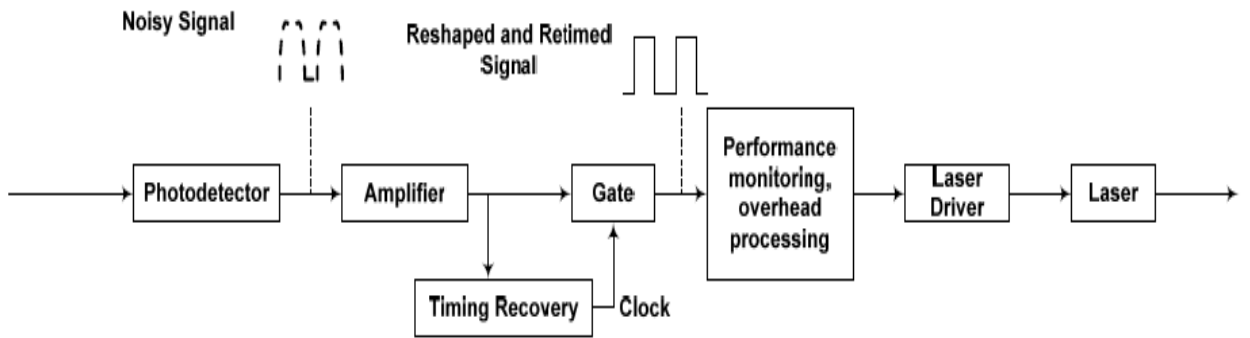 Noisy Signal
Reshaped and Retimed
Signal
Photodetector
Amplifier
Gate
Performance
monitoring,
overhead
processing
Laser
Driver
Laser
Timing Recovery
Clock